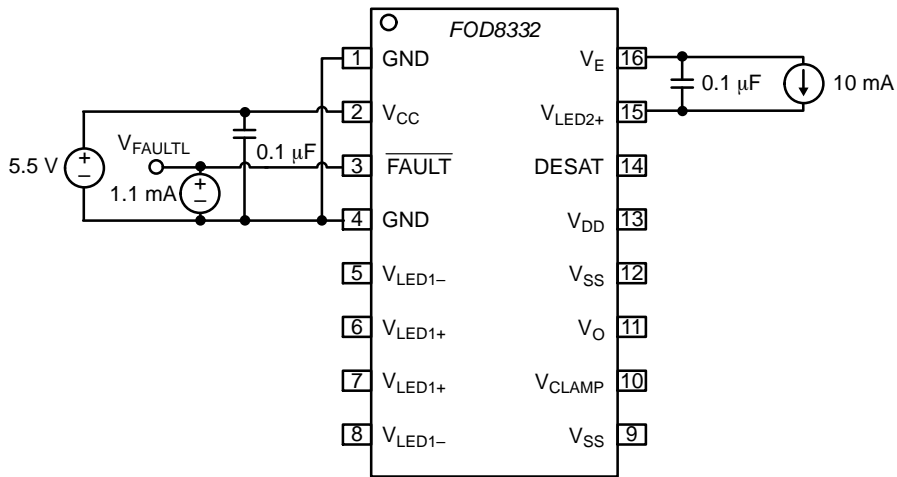 FOD8332
1 GND
2 VCC
3 FAULT
4 GND
5 VLED1–
6 VLED1+
7 VLED1+
8 VLED1–
VE 16
VLED2+ 15
DESAT 14
VDD 13
VSS 12
VO 11
VCLAMP 10
VSS 9
5.5 V
+
–
VFAULTL
1.1 mA
+
–
0.1 μF
0.1 μF
10 mA